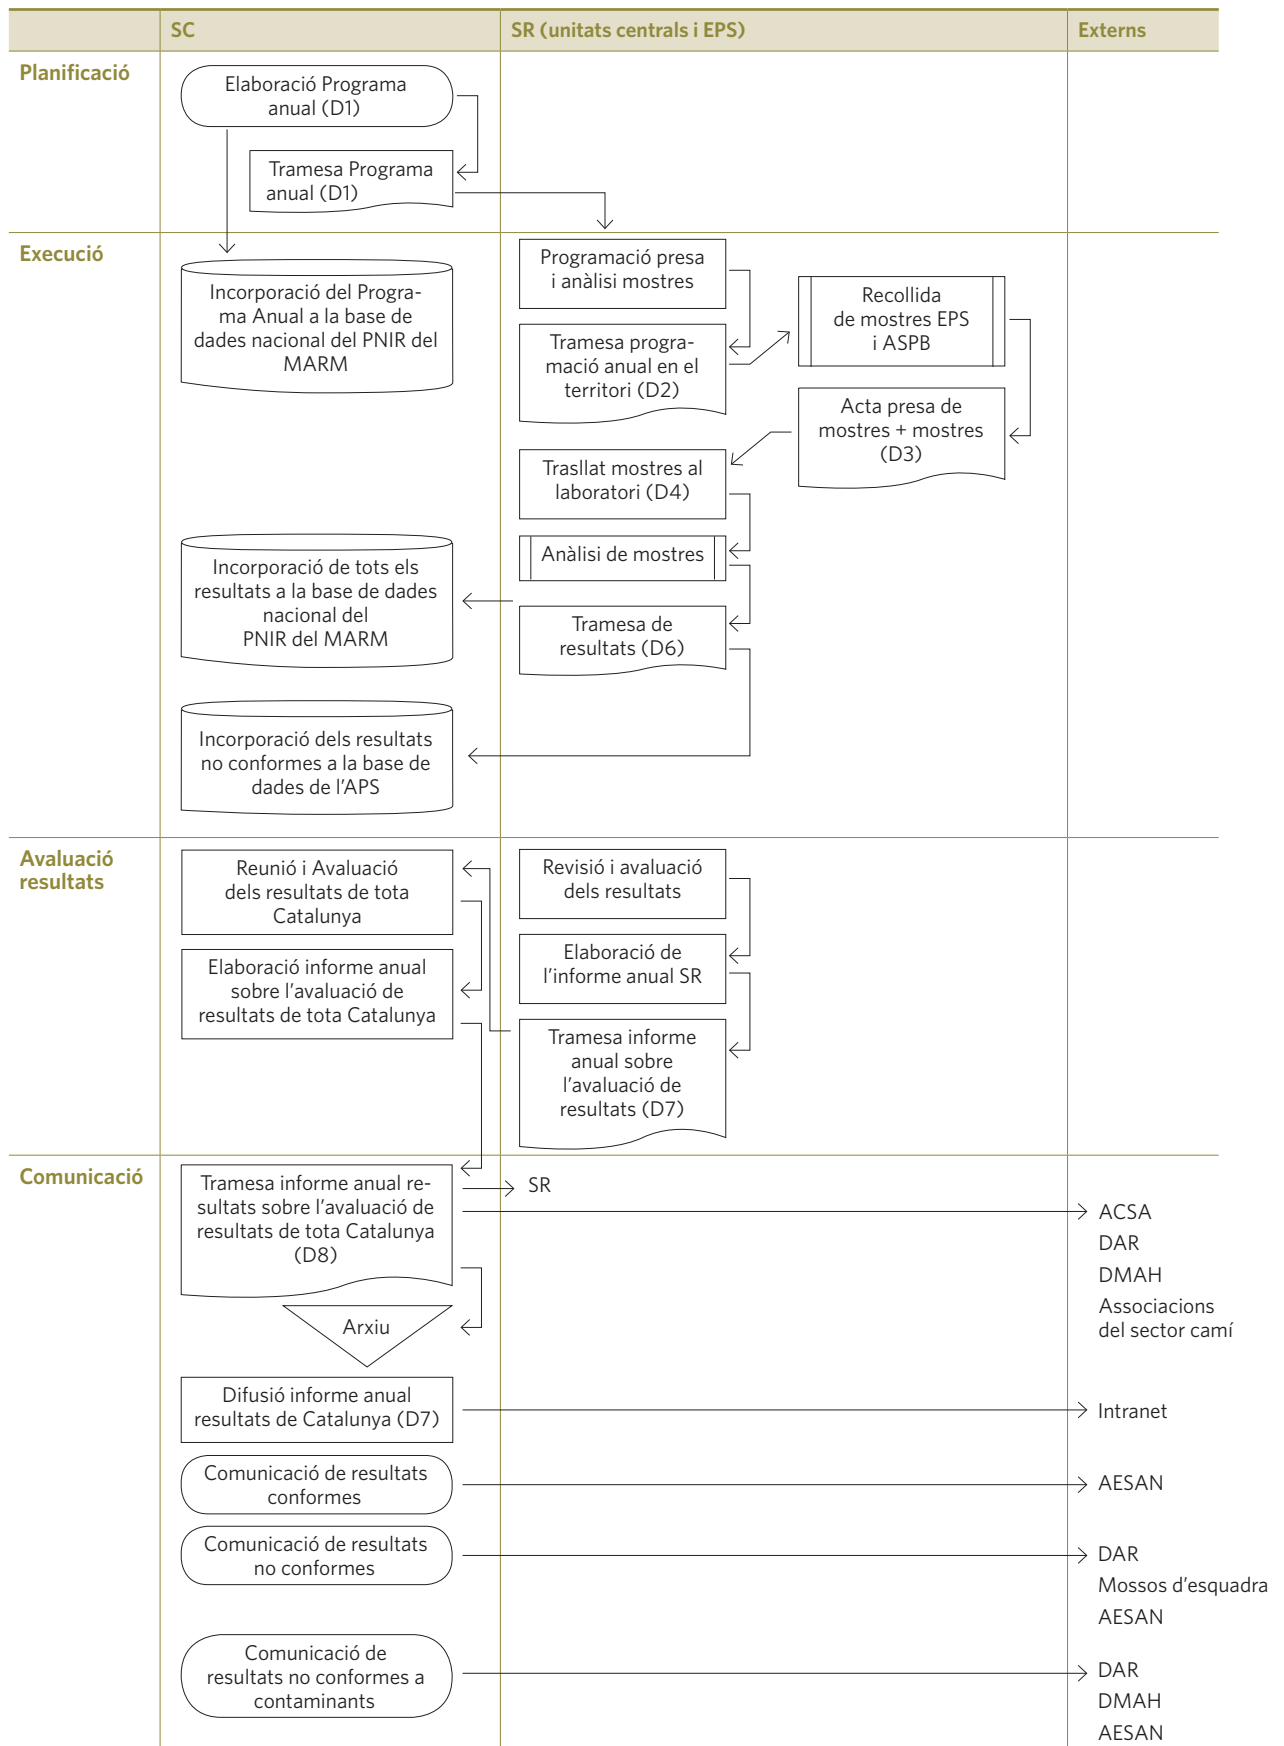 SC
SR (unitats centrals i EPS)
Externs
Planificació
Elaboració Programa
anual (D1)
Tramesa Programa
anual (D1)
Execució
Incorporació del Progra-
ma Anual a la base de
dades nacional del PNIR del
MARM
Programació presa
i anàlisi mostres
Tramesa progra-
mació anual en el
territori (D2)
Recollida
de mostres EPS
i ASPB
Acta presa de
mostres + mostres
(D3)
Trasllat mostres al
laboratori (D4)
Anàlisi de mostres
Incorporació de tots els
resultats a la base de dades
nacional del
PNIR del MARM
Tramesa de
resultats (D6)
Incorporació dels resultats
no conformes a la base de
dades de l'APS
Avaluació
resultats
Reunió i Avaluació
dels resultats de tota
Catalunya
Elaboració informe anual
sobre l'avaluació de
resultats de tota Catalunya
Revisió i avaluació
dels resultats
Elaboració de
l'informe anual SR
Tramesa informe
anual sobre
l'avaluació de
resultats (D7)
Comunicació
Tramesa informe anual re-
sultats sobre l'avaluació de
resultats de tota Catalunya
(D8)
SR
ACSA
DAR
DMAH
Associacions
del sector camí
Arxiu
Difusió informe anual
resultats de Catalunya (D7)
Intranet
Comunicació de resultats
conformes
AESAN
Comunicació de resultats
no conformes
DAR
Mossos d'esquadra
AESAN
Comunicació de
resultats no conformes a
contaminants
DAR
DMAH
AESAN